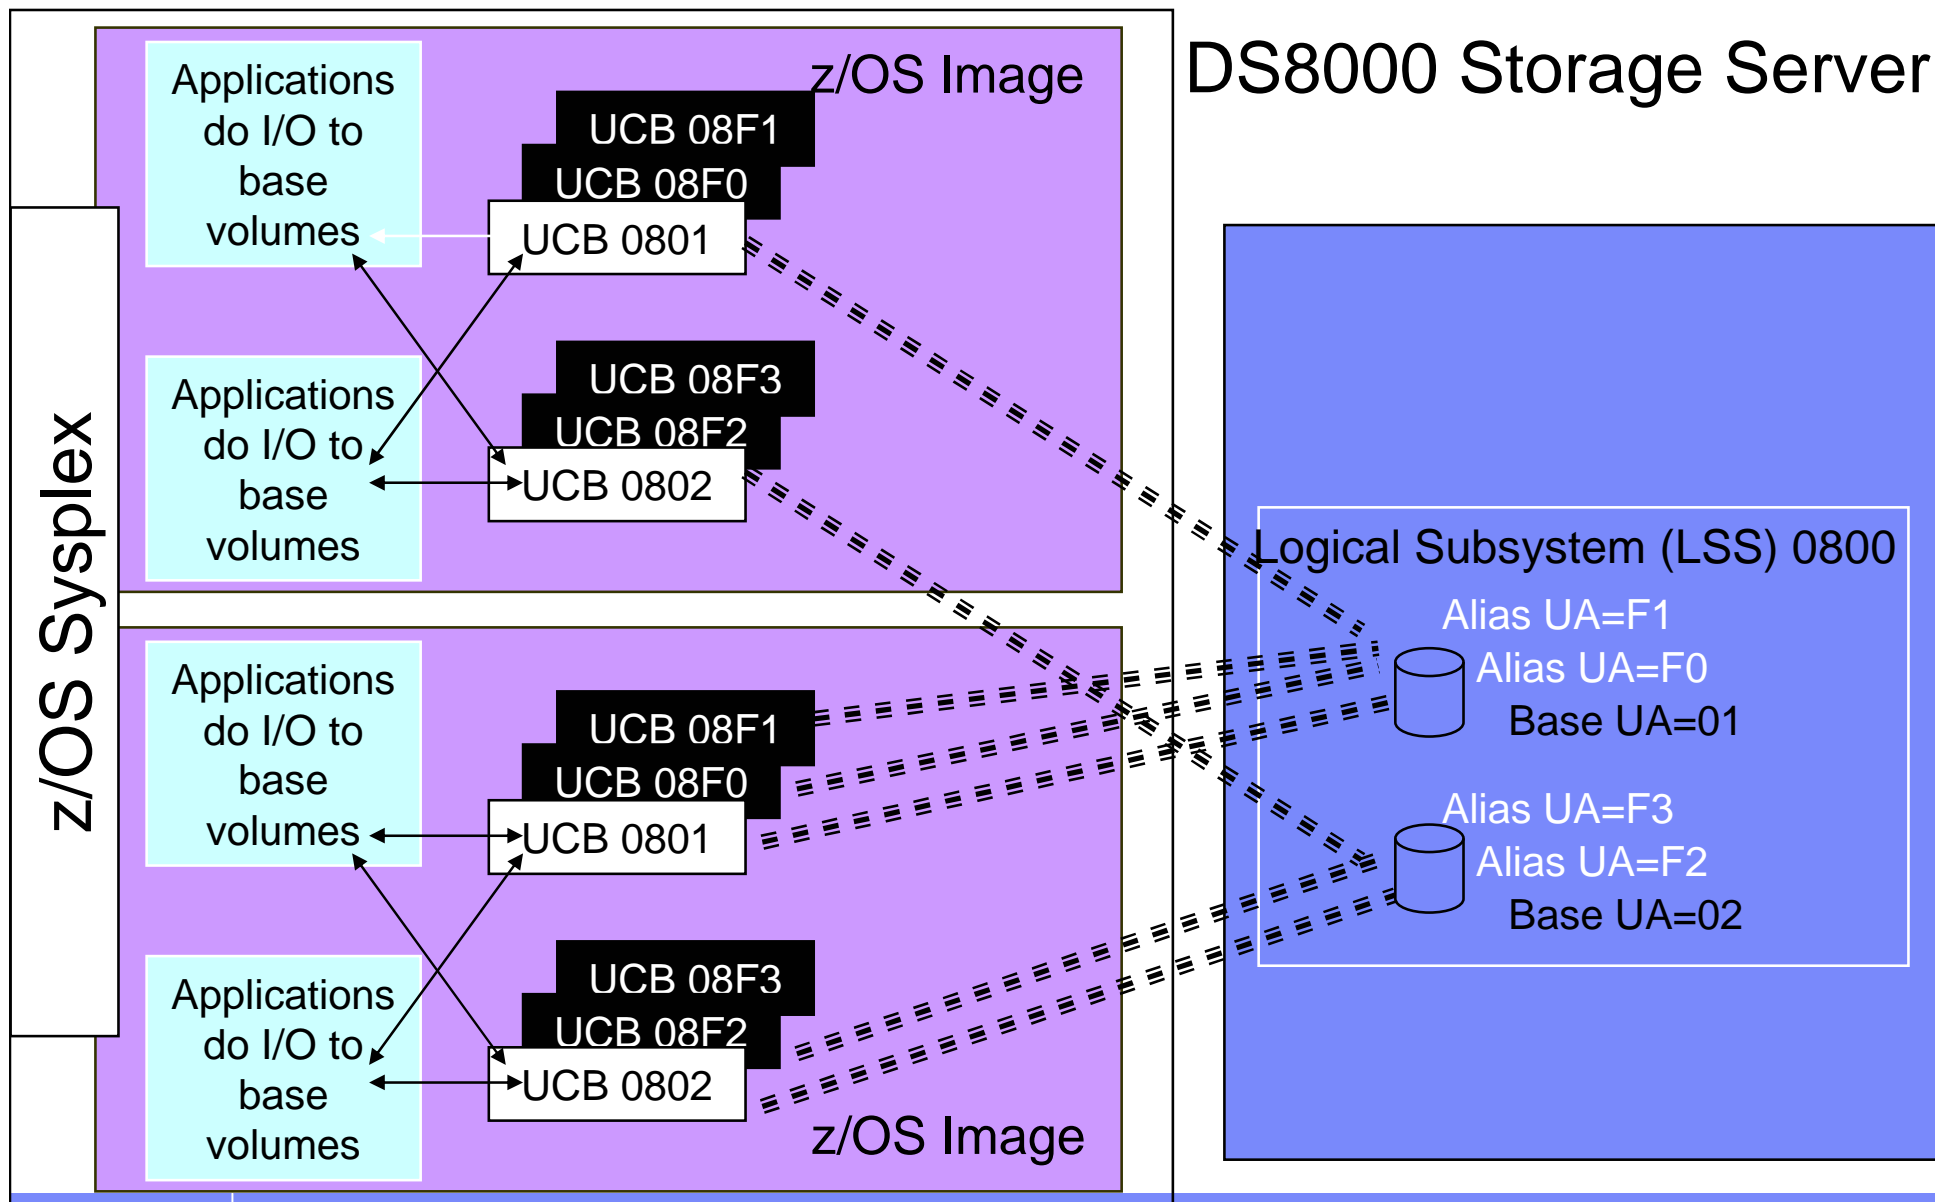 DS8000 Storage Server
z/OS Sysplex
z/OS Image
Applications
do I/O to
base
volumes
UCB 08F1
UCB 08F0
UCB 0801
Applications
do I/O to
base
volumes
UCB 08F3
UCB 08F2
UCB 0802
Applications
do I/O to
base
volumes
UCB 08F1
UCB 08F0
UCB 0801
Applications
do I/O to
base
volumes
UCB 08F3
UCB 08F2
UCB 0802
z/OS Image
Logical Subsystem (LSS) 0800
Alias UA=F1
Alias UA=F0
Base UA=01
Alias UA=F3
Alias UA=F2
Base UA=02